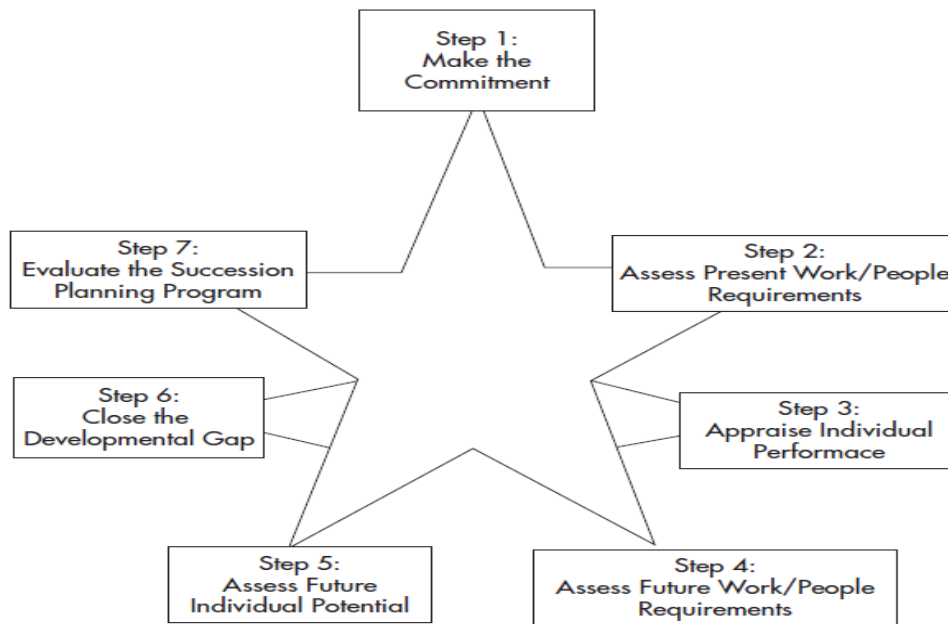 Step 1:
Make the
Commitment
Step 7:
Evaluate the Succession
Planning Program
Step 2:
Assess Present Work/People
Requirements
Step 6:
Close the
Developmental Gap
Step 3:
Appraise Individual
Performace
Step 5:
Assess Future
Individual Potential
Step 4:
Assess Future Work/People
Requirements